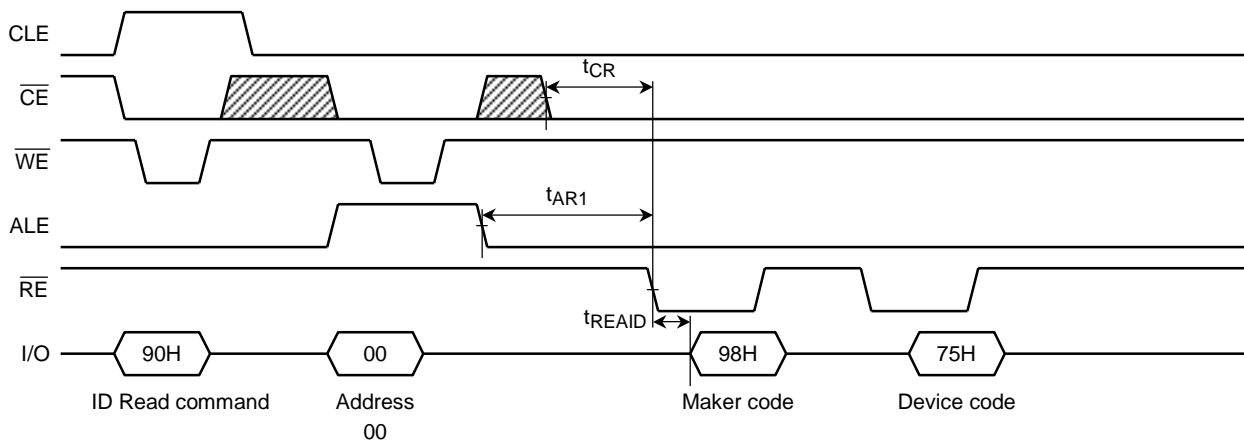 CLE
CE
tCR
WE
tAR1
ALE
RE
tREAID
I/O 90H 00 98H 75H
ID Read command Address Maker code Device code
00